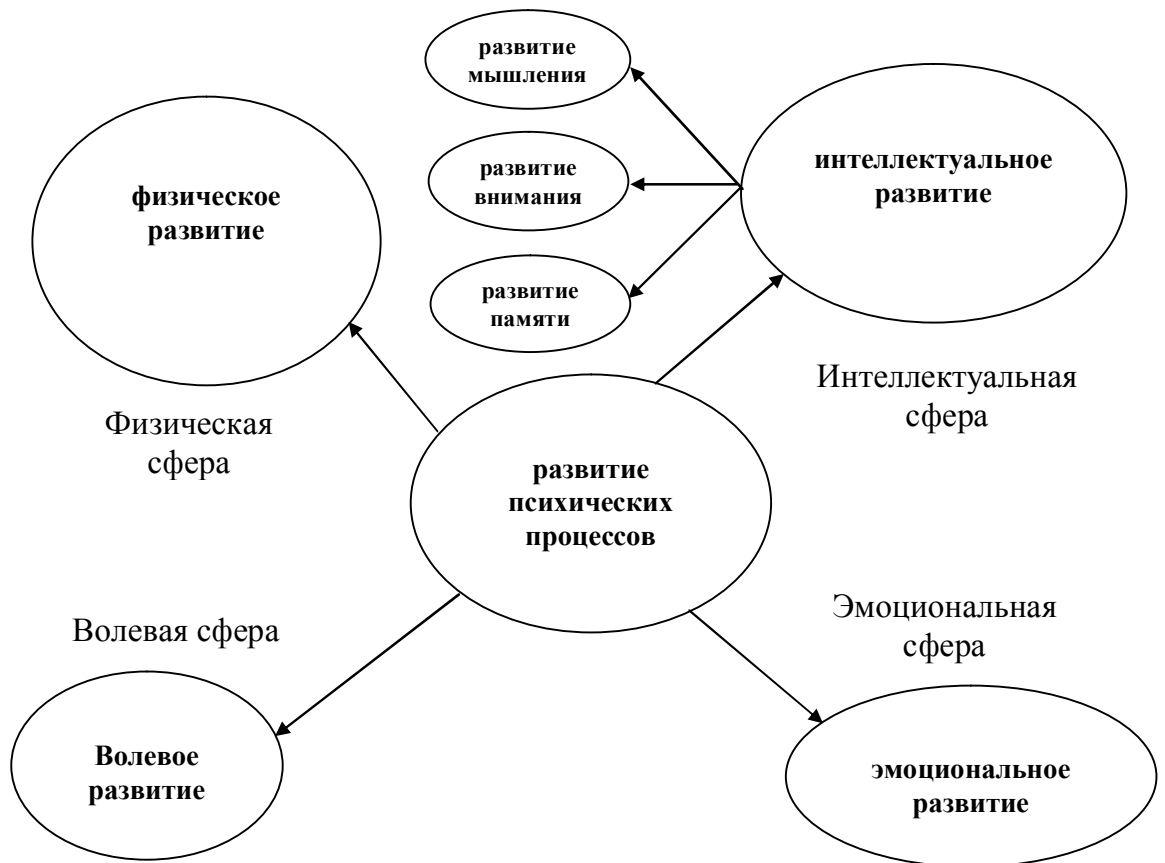 развитие
мышления
интеллектуальное
развитие
развитие
внимания
физическое
развитие
развитие
памяти
Интеллектуальная
сфера
Физическая
сфера
развитие
психических
процессов
Эмоциональная
сфера
Волевая сфера
Волевое
развитие
эмоциональное
развитие